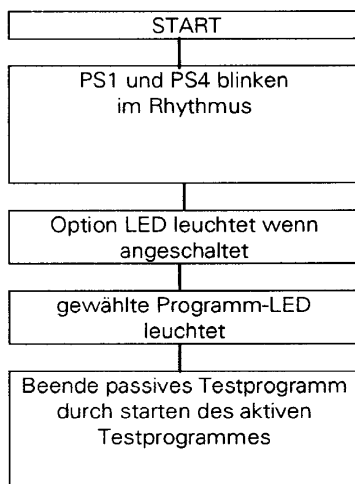 START
PS1 und PS4 blinken
im Rhythmus
Option LED leuchtet wenn
angeschaltet
gewählte Programm-LED
leuchtet
Beende passives Testprogramm
durch starten des aktiven
Testprogrammes